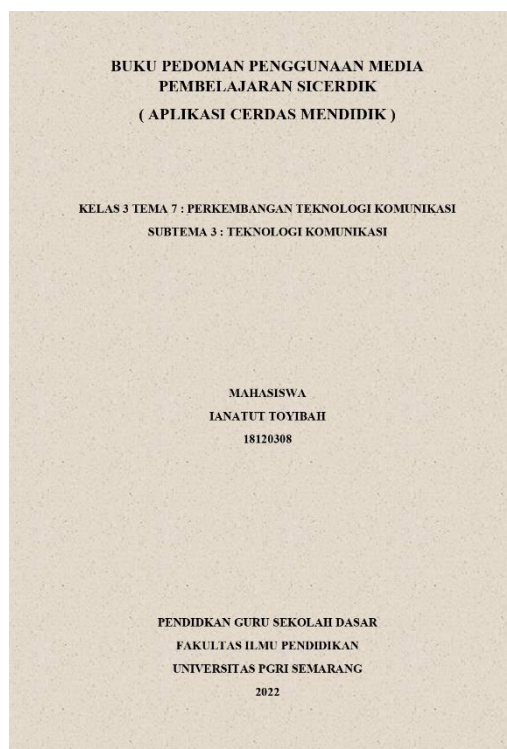 BUKU PEDOMAN PENGGUNAAN MEDIA
PEMBELAJARAN SICERDIK
( APLIKASI CERDAS MENDIDIK )
KELAS 3 TEMA 7 : PERKEMBANGAN TEKNOLOGI KOMUNIKASI
SUBTEMA 3 : TEKNOLOGI KOMUNIKASI
MAHASISWA
IANATUT TOYIBAH
18120308
PENDIDKAN GURU SEKOLAH DASAR
FAKULTAS ILMU PENDIDIKAN
UNIVERSITAS PGRI SEMARANG
2022